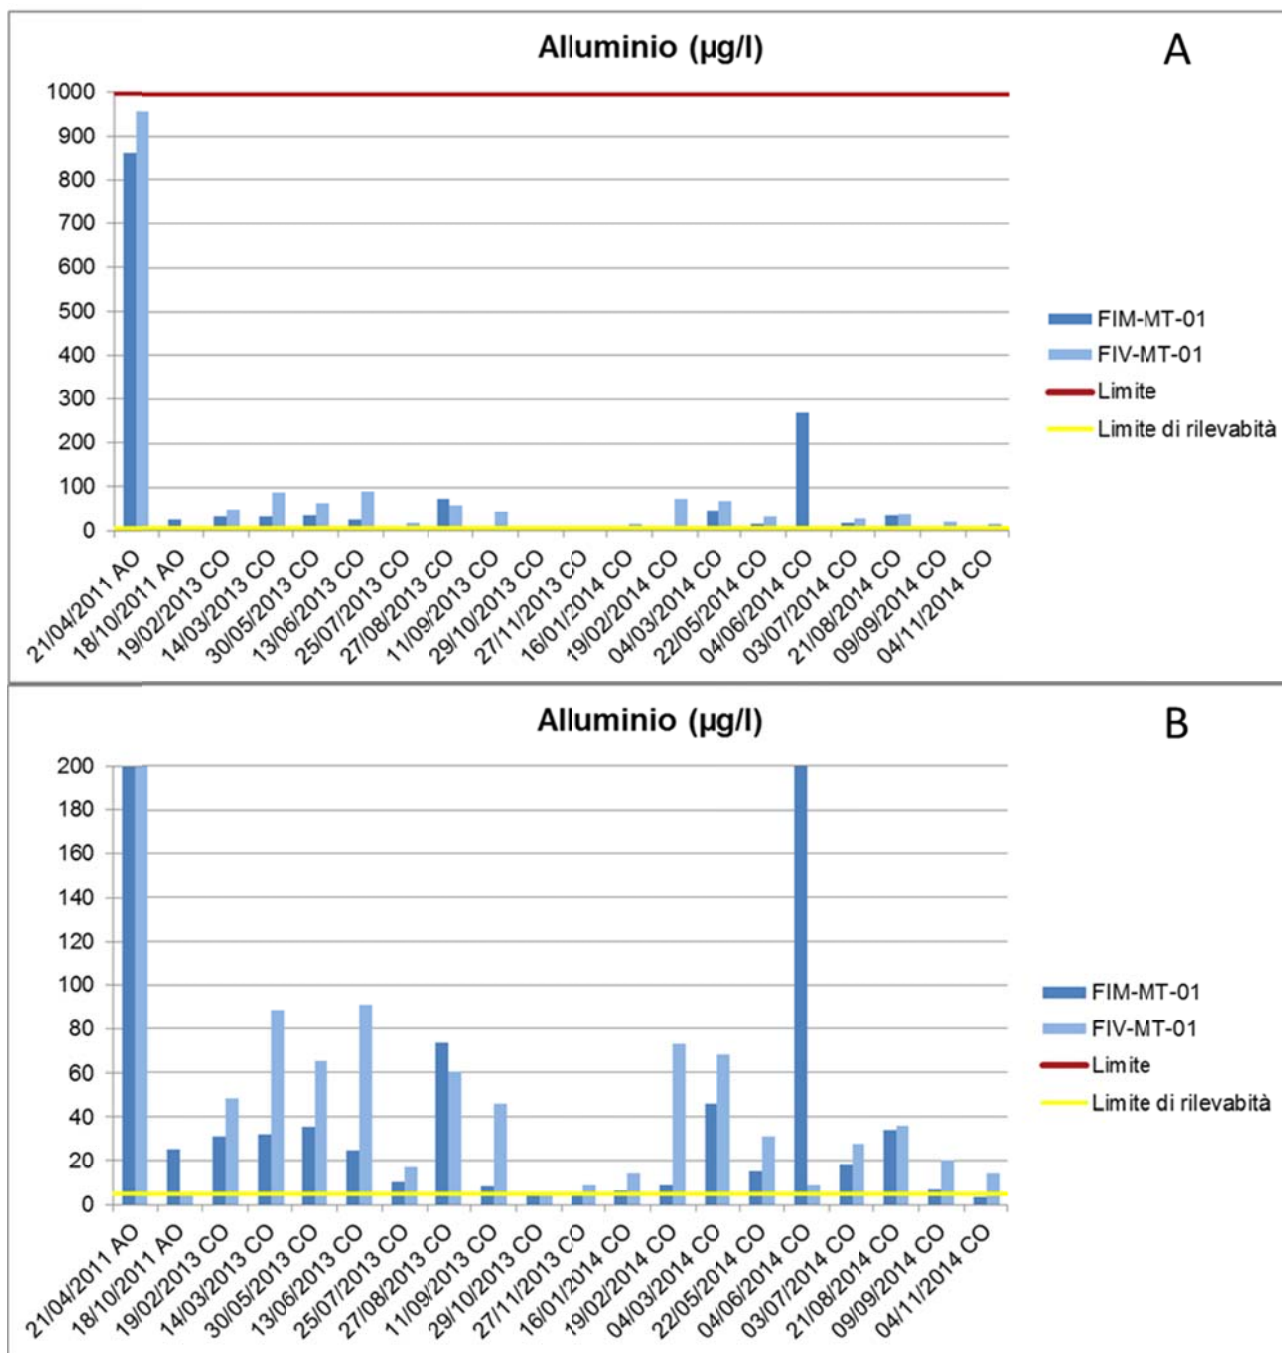 Alluminio (µg/l)
A
1000
900
800
700
600
500
400
300
200
100
0
21/04/2011 AO
18/10/2011 AO
19/02/2013 CO
14/03/2013 CO
30/05/2013 CO
13/06/2013 CO
25/07/2013 CO
27/08/2013 CO
11/09/2013 CO
29/10/2013 CO
27/11/2013 CO
16/01/2014 CO
19/02/2014 CO
04/03/2014 CO
22/05/2014 CO
04/06/2014 CO
03/07/2014 CO
21/08/2014 CO
09/09/2014 CO
04/11/2014 CO
FIM-MT-01
FIV-MT-01
Limite
Limite di rilevabità
Alluminio (µg/l)
B
200
180
160
140
120
100
80
60
40
20
0
21/04/2011 AO
18/10/2011 AO
19/02/2013 CO
14/03/2013 CO
30/05/2013 CO
13/06/2013 CO
25/07/2013 CO
27/08/2013 CO
11/09/2013 CO
29/10/2013 CO
27/11/2013 CO
16/01/2014 CO
19/02/2014 CO
04/03/2014 CO
22/05/2014 CO
04/06/2014 CO
03/07/2014 CO
21/08/2014 CO
09/09/2014 CO
04/11/2014 CO
FIM-MT-01
FIV-MT-01
Limite
Limite di rilevabità